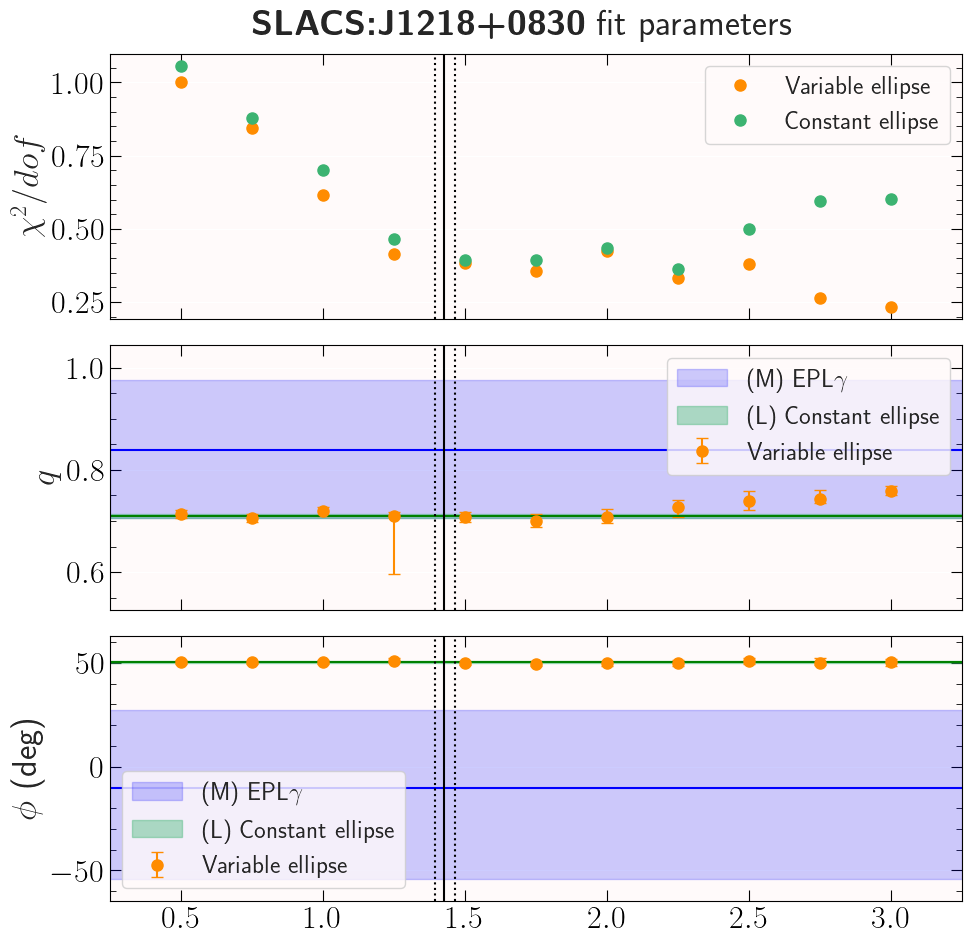 SLACS:J1218+0830 fit parameters
χ²/dof
1.00
0.75
0.50
0.25
Variable ellipse
Constant ellipse
q
1.0
0.8
0.6
(M) EPLγ
(L) Constant ellipse
Variable ellipse
ϕ (deg)
50
0
−50
(M) EPLγ
(L) Constant ellipse
Variable ellipse
0.5 1.0 1.5 2.0 2.5 3.0